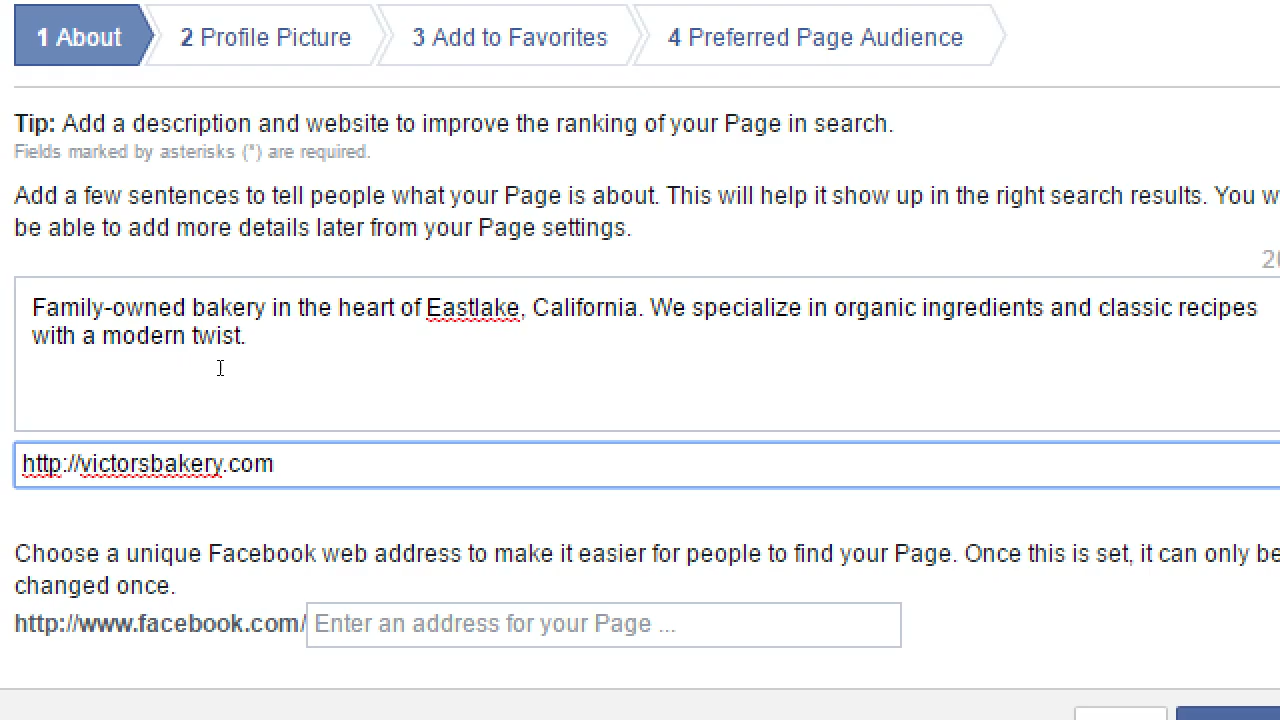 1 About 2 Profile Picture 3 Add to Favorites 4 Preferred Page Audience
Tip: Add a description and website to improve the ranking of your Page in search.
Fields marked by asterisks (*) are required.
Add a few sentences to tell people what your Page is about. This will help it show up in the right search results. You
be able to add more details later from your Page settings.
Family-owned bakery in the heart of Eastlake, California. We specialize in organic ingredients and classic recipes
with a modern twist.
http://victorsbakery.com
Choose a unique Facebook web address to make it easier for people to find your Page. Once this is set, it can only be
changed once.
http://www.facebook.com/ Enter an address for your Page ...